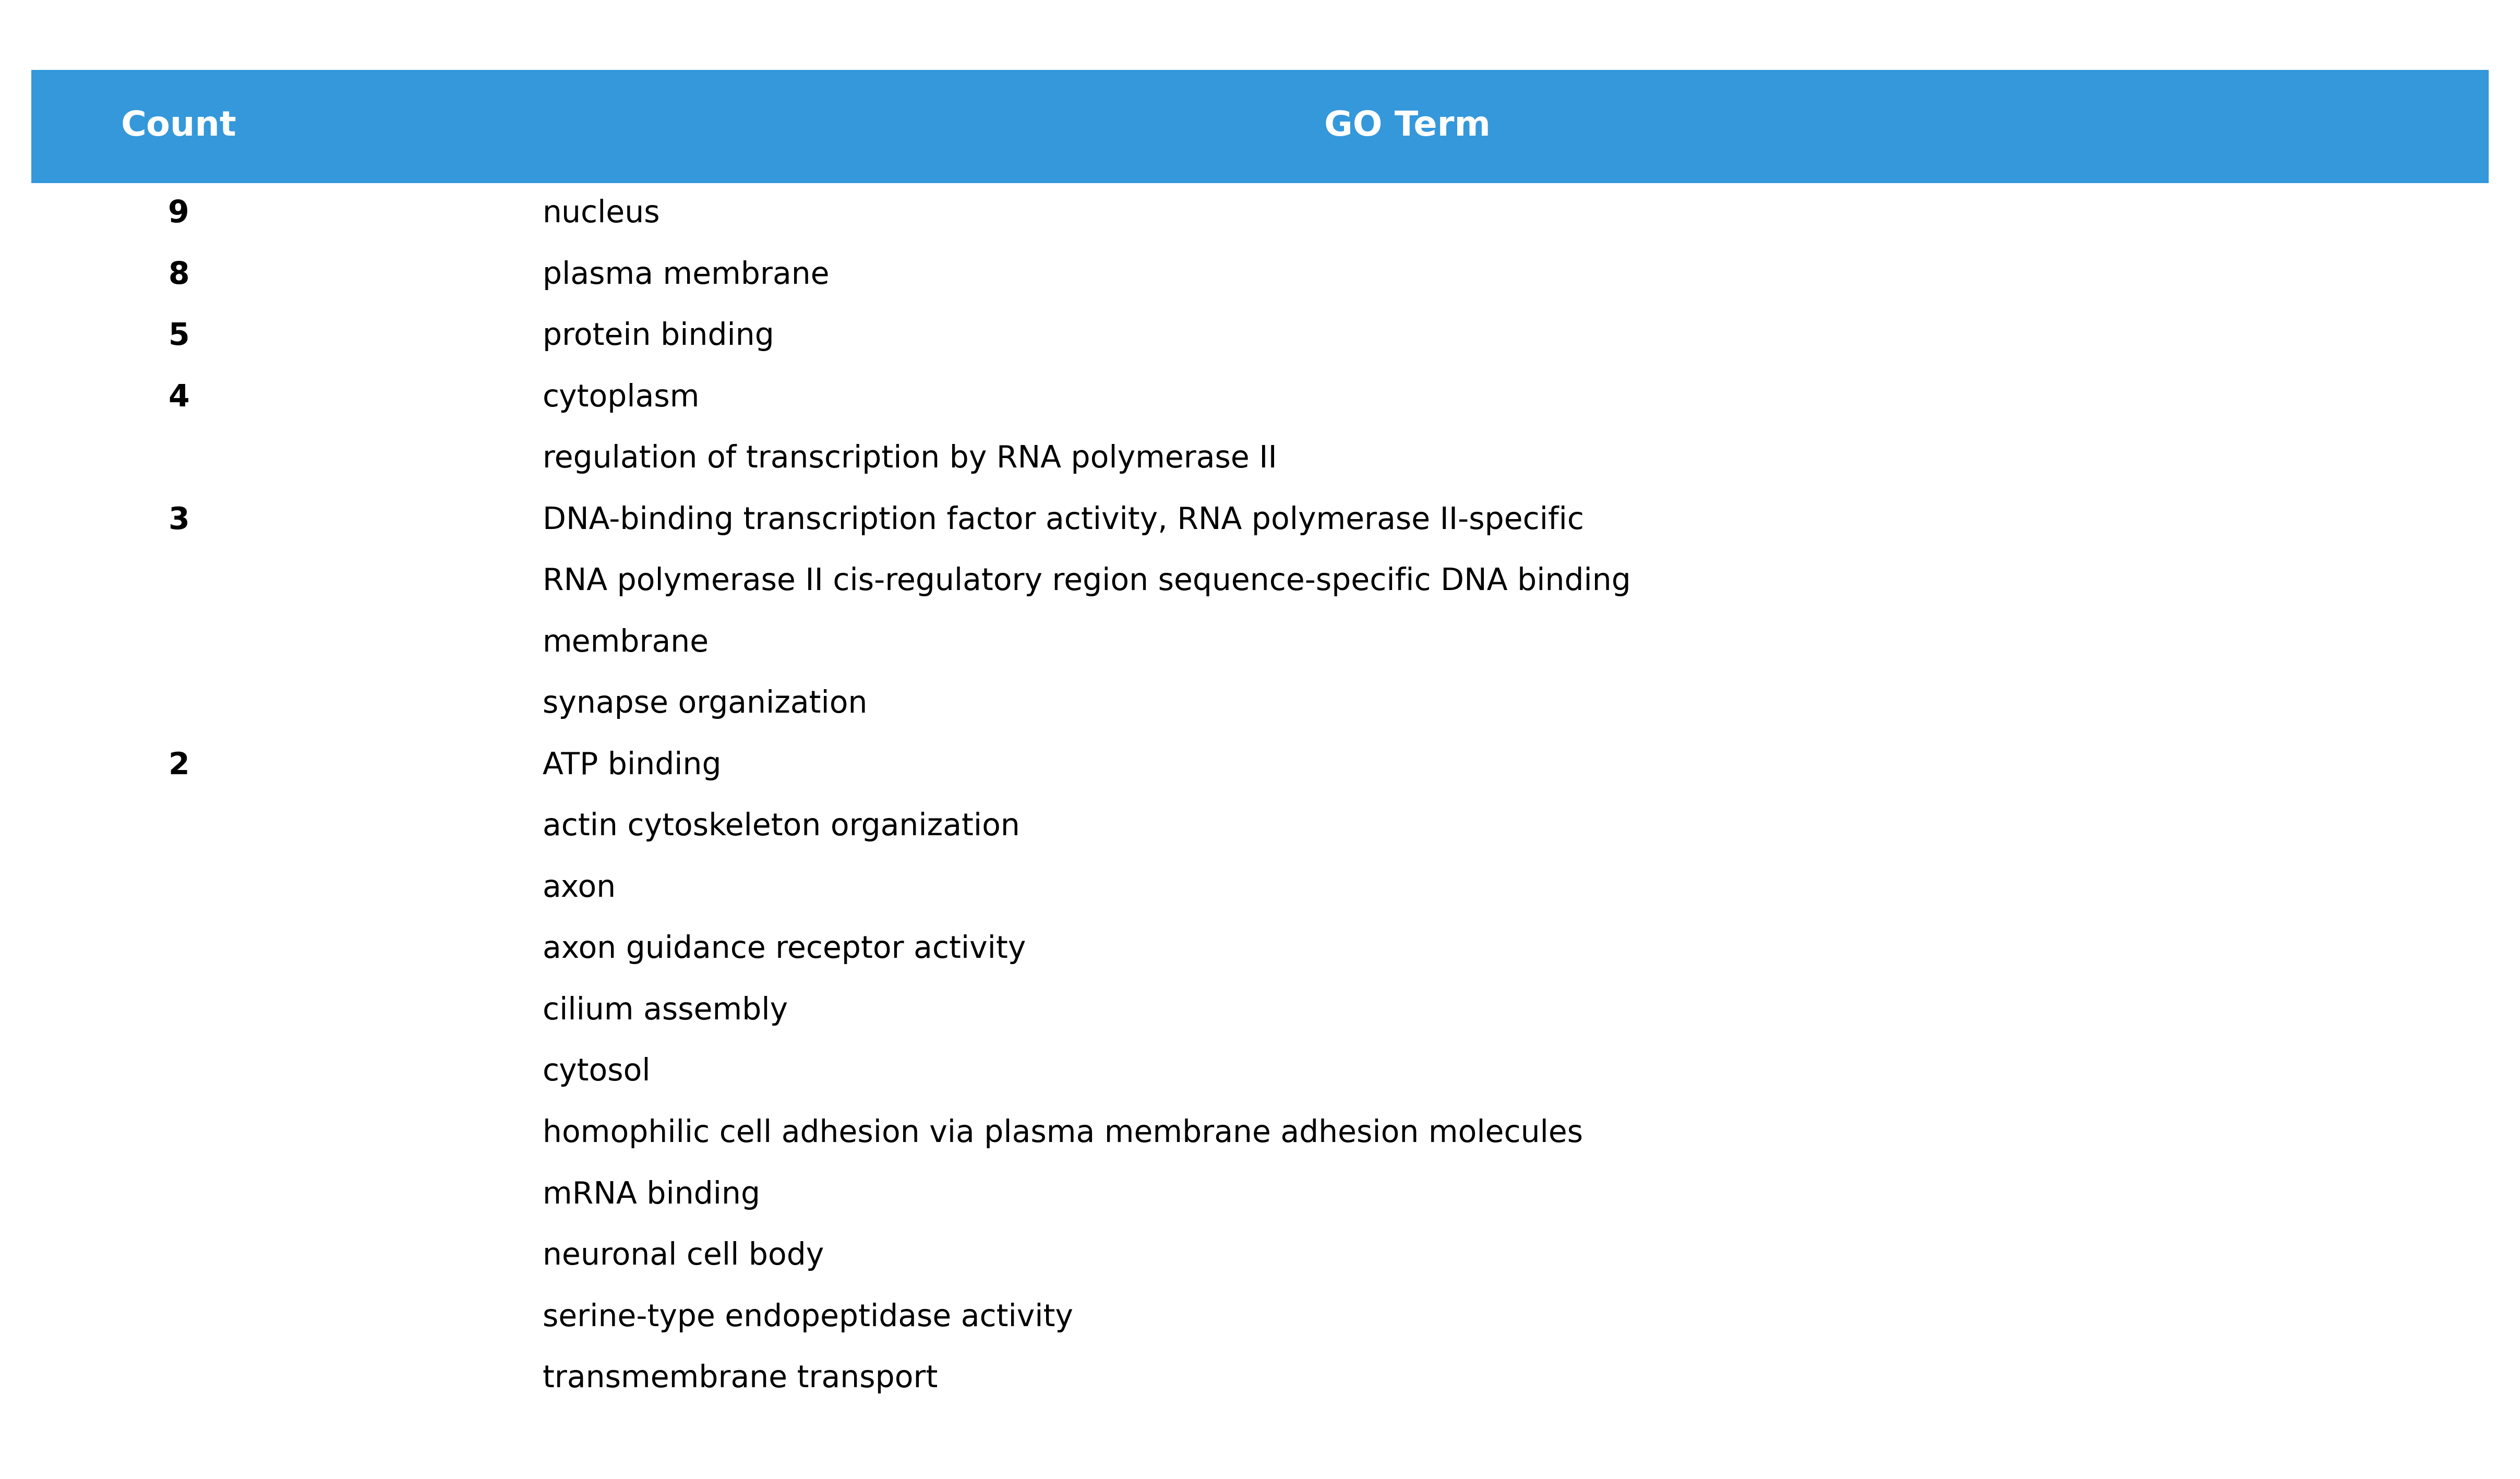 Count GO Term
9 nucleus
8 plasma membrane
5 protein binding
4 cytoplasm
regulation of transcription by RNA polymerase II
3 DNA-binding transcription factor activity, RNA polymerase II-specific
RNA polymerase II cis-regulatory region sequence-specific DNA binding
membrane
synapse organization
2 ATP binding
actin cytoskeleton organization
axon
axon guidance receptor activity
cilium assembly
cytosol
homophilic cell adhesion via plasma membrane adhesion molecules
mRNA binding
neuronal cell body
serine-type endopeptidase activity
transmembrane transport